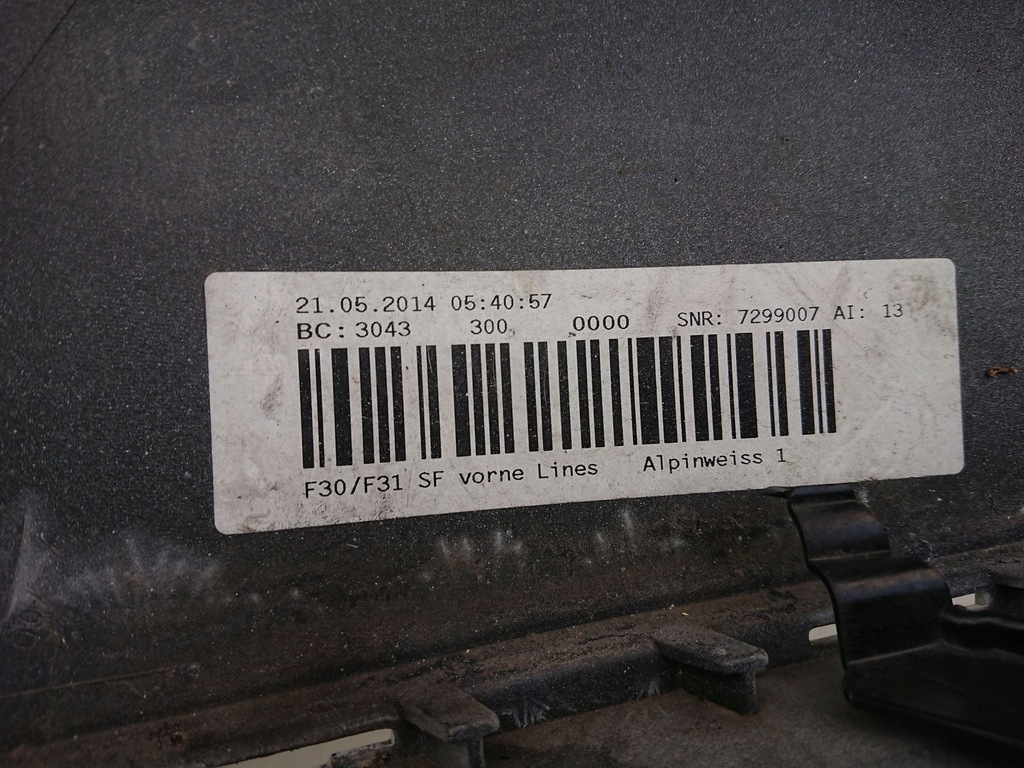 21.05.2014 05:40:57
BC: 3043 300 0000 SNR: 7299007 AI: 13
F30/F31 SF vorne Lines Alpinweiss 1